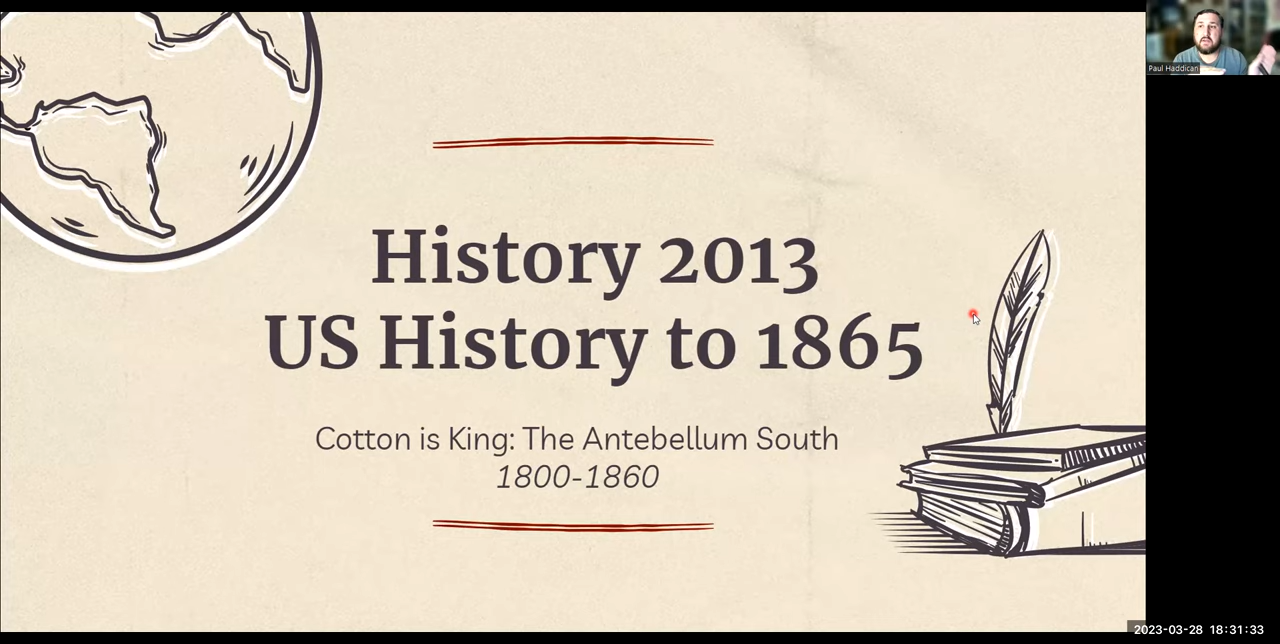 History 2013
US History to 1865
Cotton is King: The Antebellum South
1800-1860
Paul Haddican
2023-03-28 18:31:33